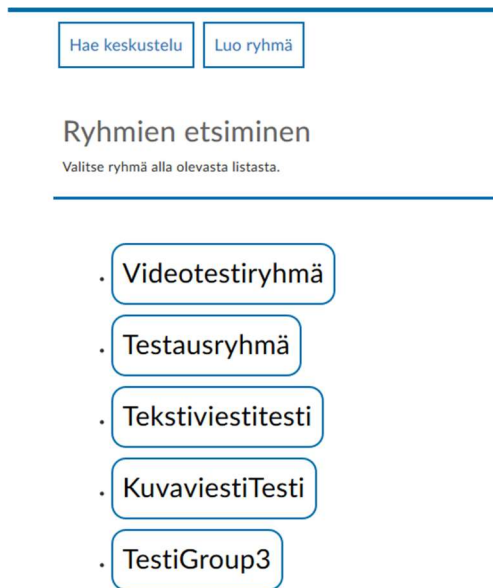 Hae keskustelu Luo ryhmä
Ryhmien etsiminen
Valitse ryhmä alla olevasta listasta.
Videotestiryhmä
Testausryhmä
Tekstiviestitesti
KuvaviestiTesti
TestiGroup3